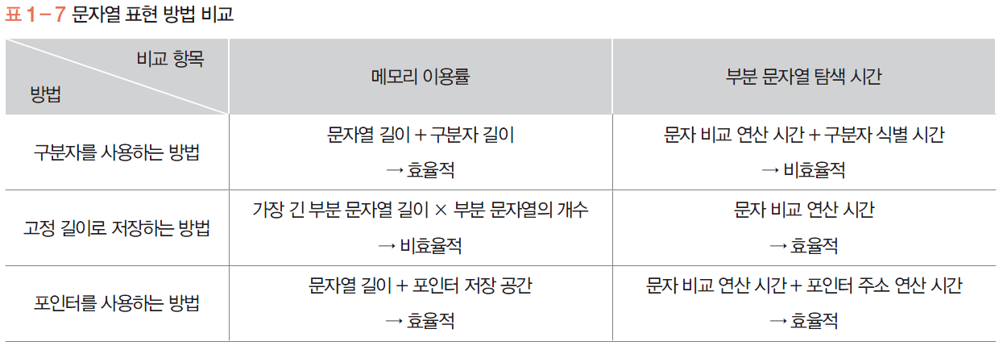 표 1-7 문자열 표현 방법 비교
비교 항목
방법
메모리 이용률
부분 문자열 탐색 시간
구분자를 사용하는 방법
문자열 길이 + 구분자 길이
→ 효율적
문자 비교 연산 시간 + 구분자 식별 시간
→ 비효율적
고정 길이로 저장하는 방법
가장 긴 부분 문자열 길이 × 부분 문자열의 개수
→ 비효율적
문자 비교 연산 시간
→ 효율적
포인터를 사용하는 방법
문자열 길이 + 포인터 저장 공간
→ 효율적
문자 비교 연산 시간 + 포인터 주소 연산 시간
→ 효율적